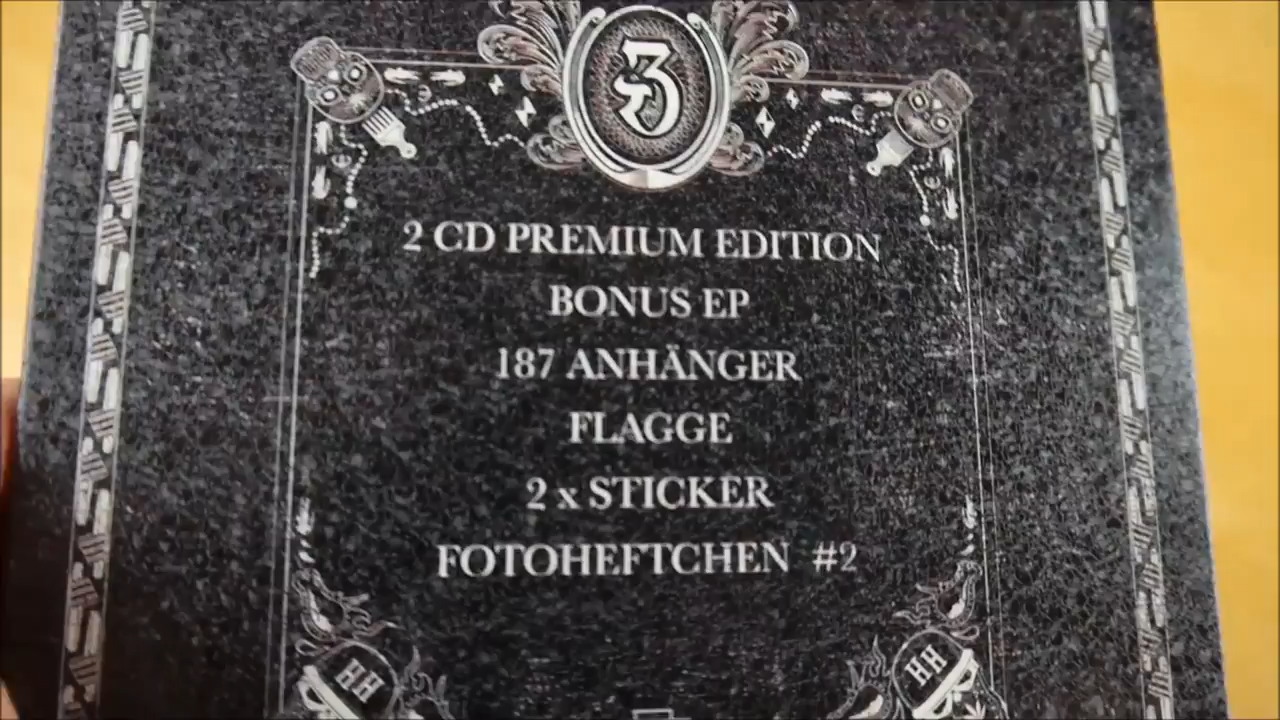 3
2 CD PREMIUM EDITION
BONUS EP
187 ANHÄNGER
FLAGGE
2 x STICKER
FOTOHEFTCHEN #2
HH HH